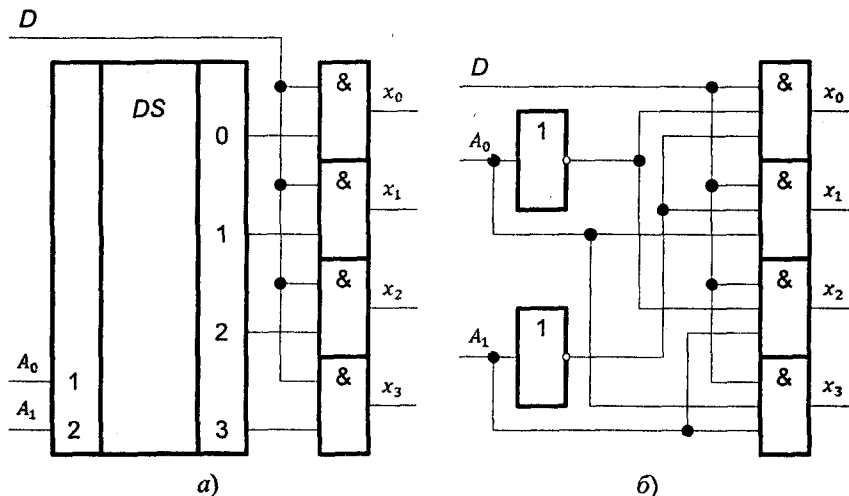 D
DS
0
1
2
3
A₀
A₁
1
2
&
&
&
&
x₀
x₁
x₂
x₃
а)
D
A₀
1
A₁
1
&
&
&
&
x₀
x₁
x₂
x₃
б)